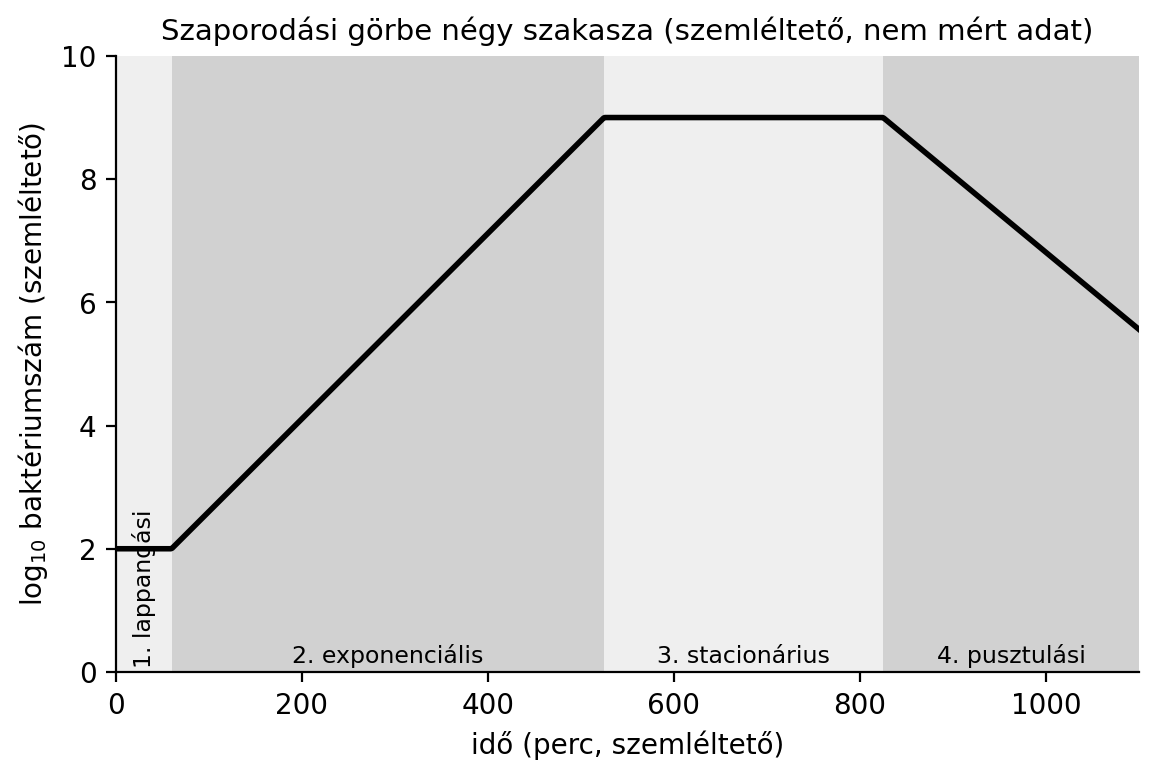 Szaporodási görbe négy szakasza (szemléltető, nem mért adat)
log₁₀ baktériumszám (szemléltető)
10
8
6
4
2
0
1. lappangási
2. exponenciális
3. stacionárius
4. pusztulási
0 200 400 600 800 1000
idő (perc, szemléltető)